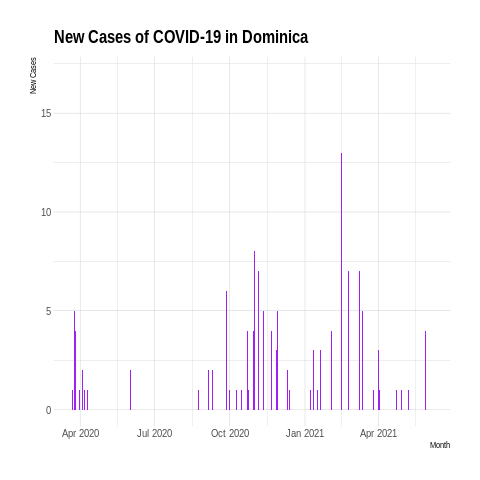 New Cases of COVID-19 in Dominica
New Cases
15
10
5
0
Apr 2020 Jul 2020 Oct 2020 Jan 2021 Apr 2021
Month